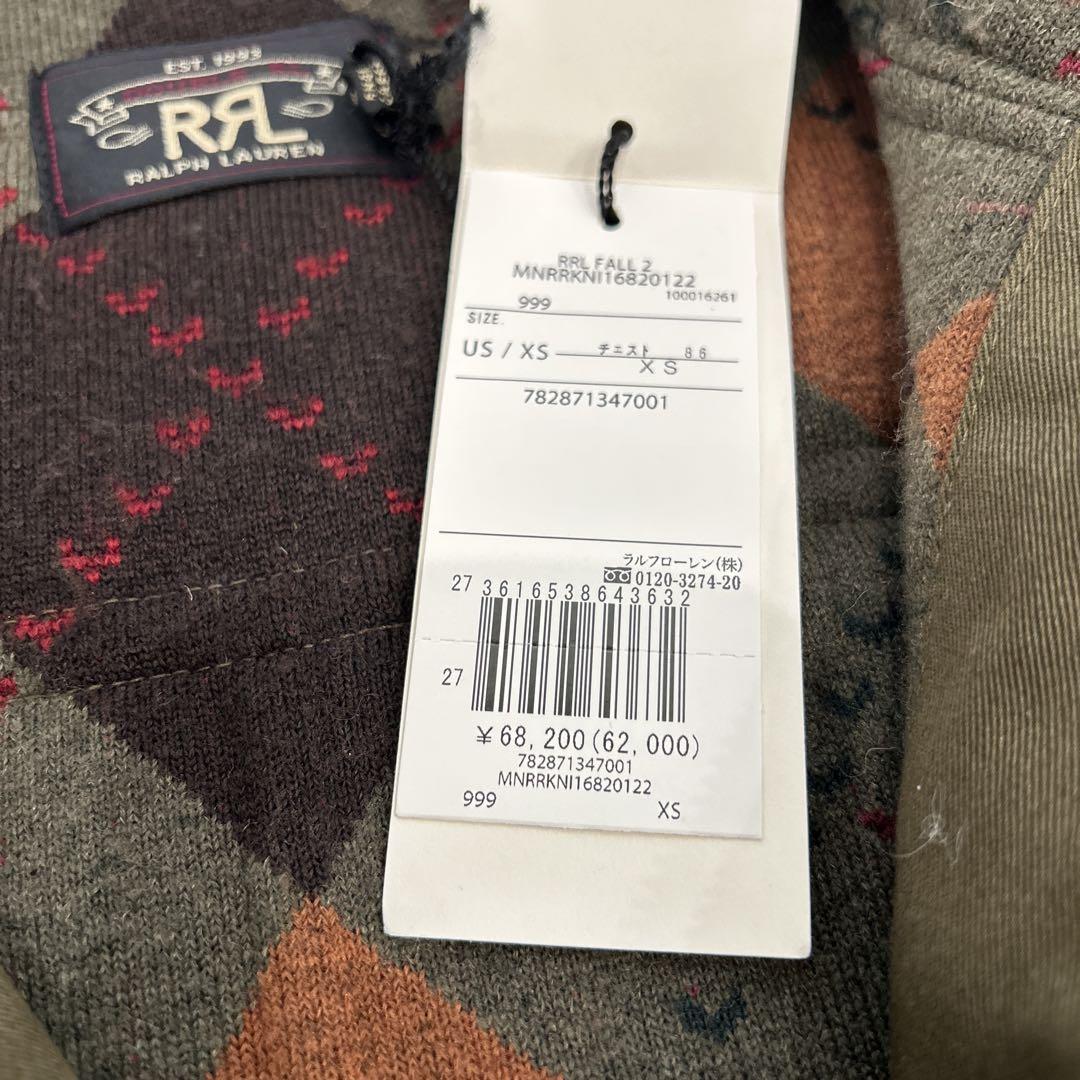 EST. 1993
RRL
RALPH LAUREN
RRL FALL 2
MNRRKNI16820122
100016261
999
SIZE.
US / XS チェスト 86
XS
782871347001
ラルフローレン(株)
0120-3274-20
27 3616538643632
27
¥68,200(62,000)
782871347001
MNRRKNI16820122
999 XS